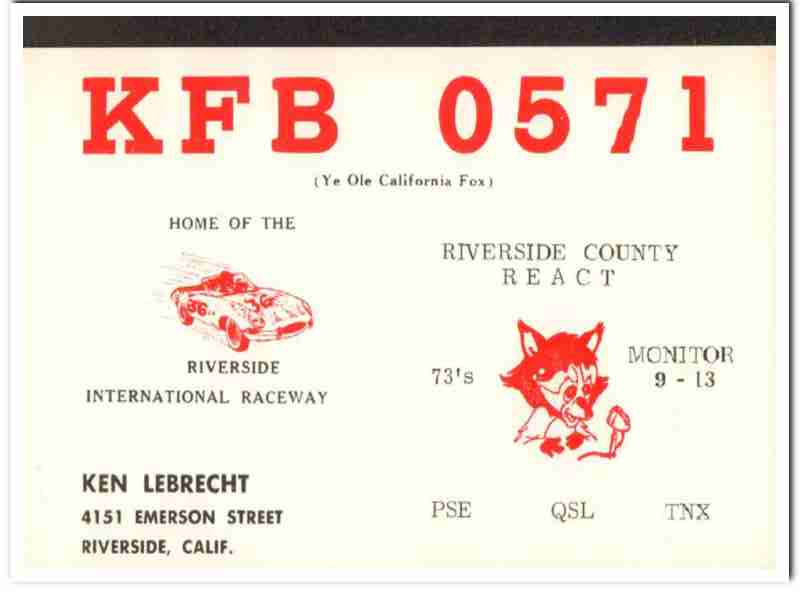 KFB 0571
(Ye Ole California Fox)
HOME OF THE
36
36
RIVERSIDE
INTERNATIONAL RACEWAY
RIVERSIDE COUNTY
REACT
73's
MONITOR
9 - 13
KEN LEBRECHT
4151 EMERSON STREET
RIVERSIDE, CALIF.
PSE QSL TNX